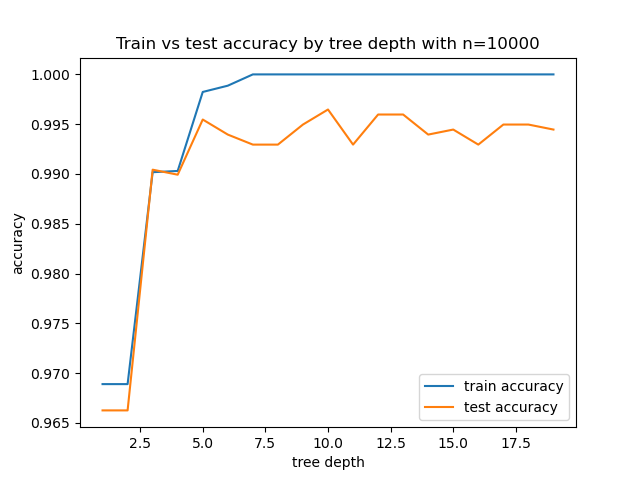 Train vs test accuracy by tree depth with n=10000
accuracy
1.000
0.995
0.990
0.985
0.980
0.975
0.970
0.965
2.5 5.0 7.5 10.0 12.5 15.0 17.5
tree depth
train accuracy
test accuracy